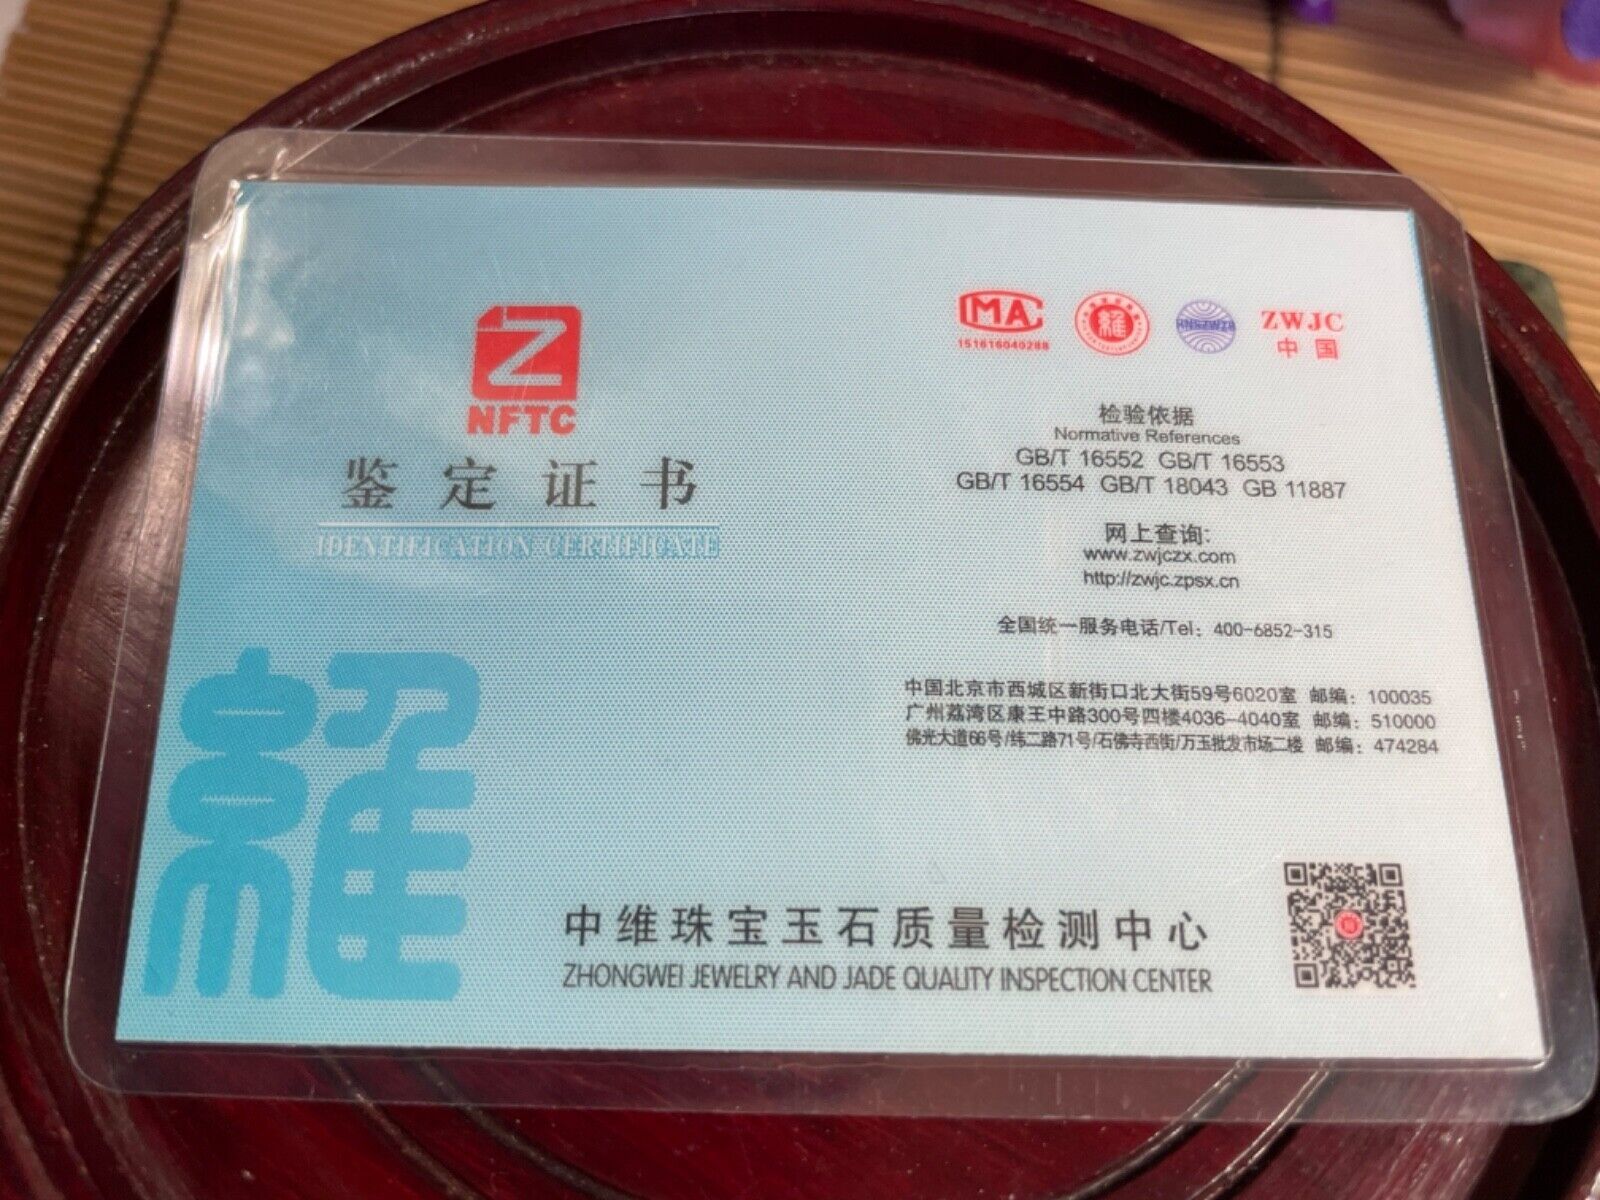 Z
NFTC
鉴定证书
IDENTIFICATION CERTIFICATE
MA
151616040288
ZWJC
中国
检验依据
Normative References
GB/T 16552 GB/T 16553
GB/T 16554 GB/T 18043 GB 11887
网上查询:
www.zwjczx.com
http://zwjc.zpsx.cn
全国统一服务电话/Tel: 400-6852-315
中国北京市西城区新街口北大街59号6020室 邮编: 100035
广州荔湾区康王中路300号四楼4036-4040室 邮编: 510000
佛光大道66号/纬二路71号/石佛寺西街/万玉批发市场二楼 邮编: 474284
中维珠宝玉石质量检测中心
ZHONGWEI JEWELRY AND JADE QUALITY INSPECTION CENTER